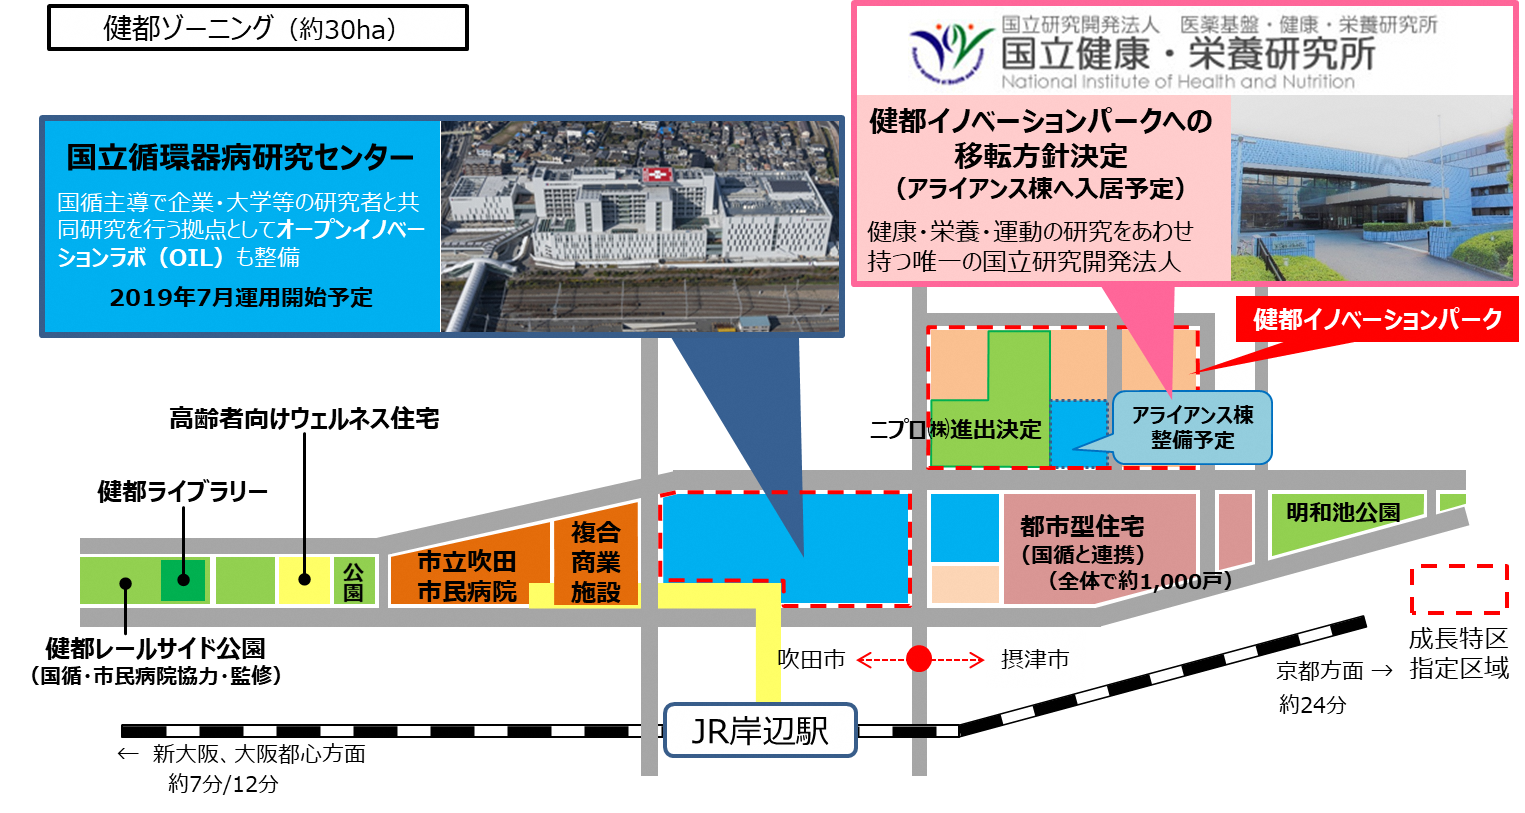 健都ゾーニング（約30ha）
国立研究開発法人　医薬基盤・健康・栄養研究所
国立健康・栄養研究所
National Institute of Health and Nutrition
健都イノベーションパークへの
移転方針決定
（アライアンス棟へ入居予定）
健康・栄養・運動の研究をあわせ
持つ唯一の国立研究開発法人
国立循環器病研究センター
国循主導で企業・大学等の研究者と共
同研究を行う拠点としてオープンイノベー
ションラボ（OIL）も整備
2019年7月運用開始予定
健都イノベーションパーク
高齢者向けウェルネス住宅
ニプロ㈱進出決定
アライアンス棟
整備予定
健都ライブラリー
市立吹田
市民病院
複合
商業
施設
都市型住宅
（国循と連携）
（全体で約1,000戸）
明和池公園
公
園
健都レールサイド公園
（国循・市民病院協力・監修）
吹田市
摂津市
成長特区
指定区域
京都方面 →
約24分
JR岸辺駅
← 新大阪、大阪都心方面
約7分/12分